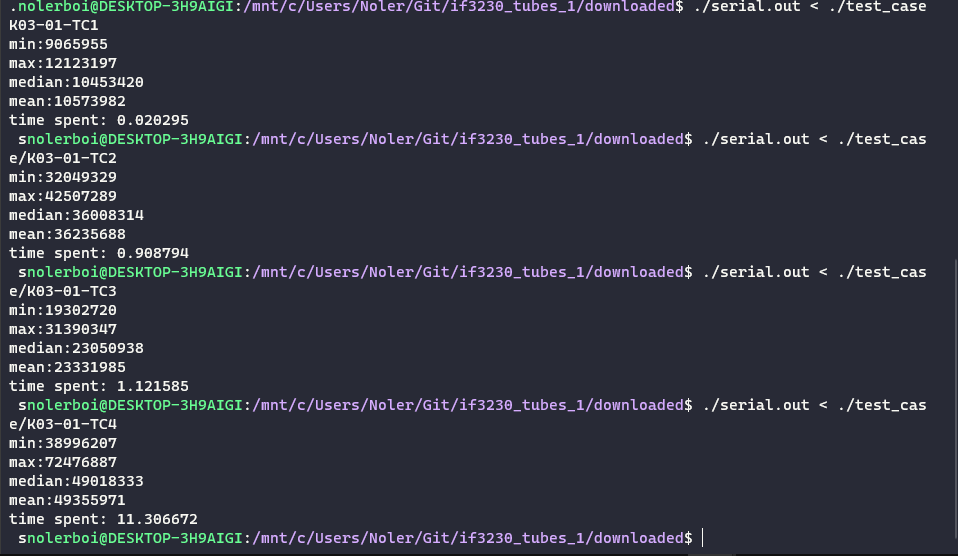 .nolerboi@DESKTOP-3H9AIGI:/mnt/c/Users/Noler/Git/if3230_tubes_1/downloaded$ ./serial.out < ./test_case
K03-01-TC1
min:9065955
max:12123197
median:10453420
mean:10573982
time spent: 0.020295
 snolerboi@DESKTOP-3H9AIGI:/mnt/c/Users/Noler/Git/if3230_tubes_1/downloaded$ ./serial.out < ./test_cas
e/K03-01-TC2
min:32049329
max:42507289
median:36008314
mean:36235688
time spent: 0.908794
 snolerboi@DESKTOP-3H9AIGI:/mnt/c/Users/Noler/Git/if3230_tubes_1/downloaded$ ./serial.out < ./test_cas
e/K03-01-TC3
min:19302720
max:31390347
median:23050938
mean:23331985
time spent: 1.121585
 snolerboi@DESKTOP-3H9AIGI:/mnt/c/Users/Noler/Git/if3230_tubes_1/downloaded$ ./serial.out < ./test_cas
e/K03-01-TC4
min:38996207
max:72476887
median:49018333
mean:49355971
time spent: 11.306672
 snolerboi@DESKTOP-3H9AIGI:/mnt/c/Users/Noler/Git/if3230_tubes_1/downloaded$